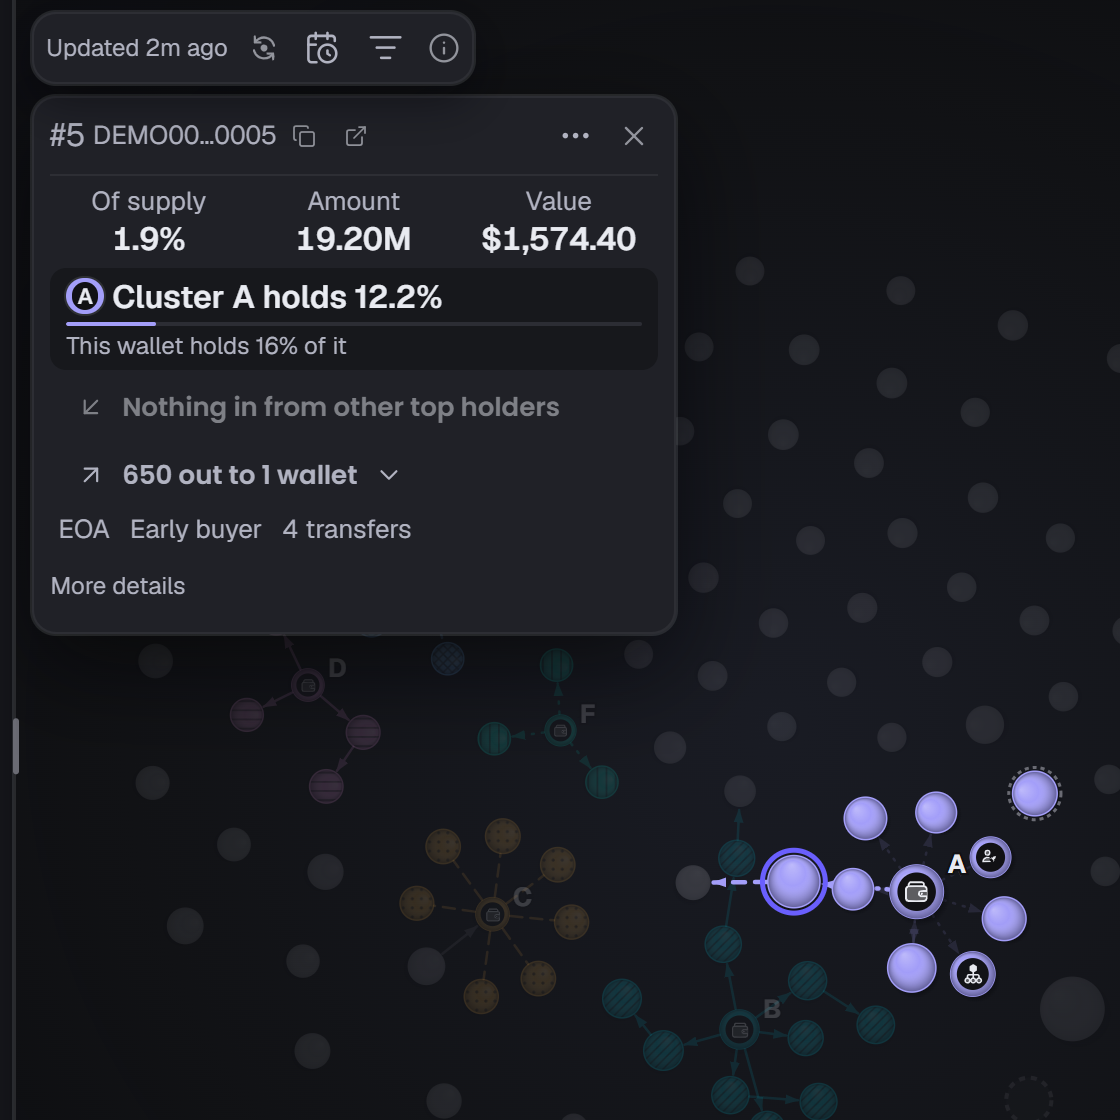 Updated 2m ago
#5 DEMO00...0005
Of supply Amount Value
1.9% 19.20M $1,574.40
A Cluster A holds 12.2%
This wallet holds 16% of it
Nothing in from other top holders
650 out to 1 wallet
EOA Early buyer 4 transfers
More details
D
F
A
C
B